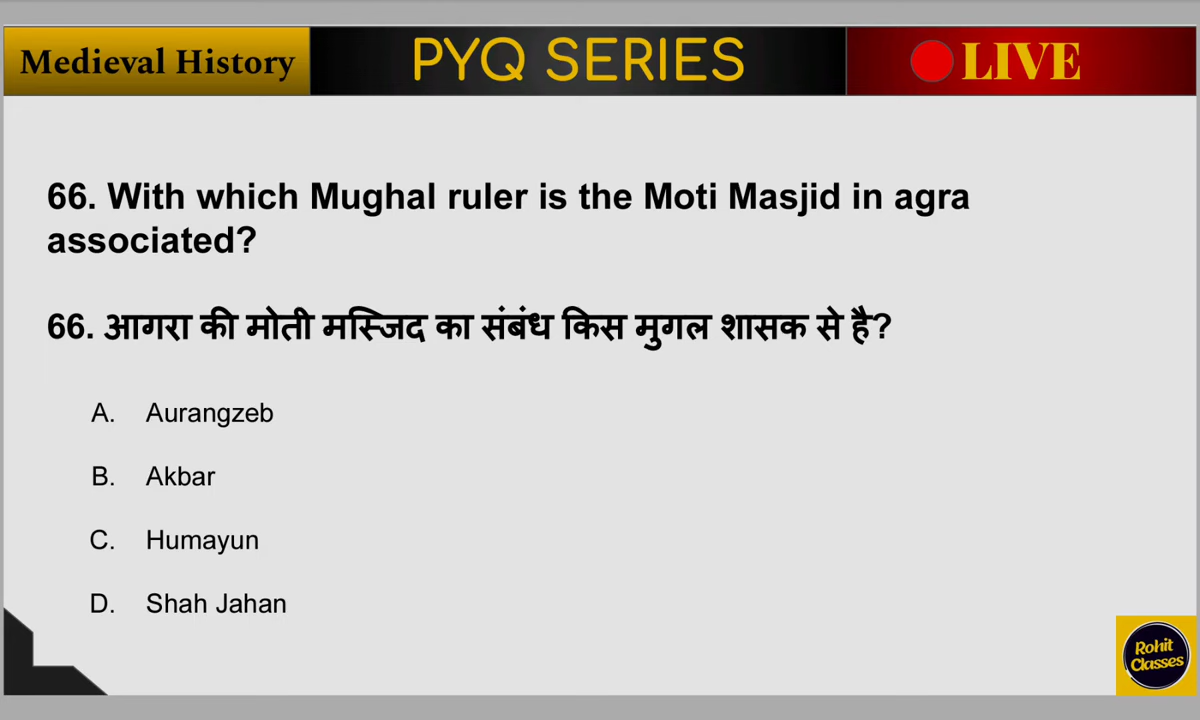 Medieval History
PYQ SERIES
LIVE
66. With which Mughal ruler is the Moti Masjid in agra
associated?
66. आगरा की मोती मस्जिद का संबंध किस मुगल शासक से है?
A. Aurangzeb
B. Akbar
C. Humayun
D. Shah Jahan
Rohit
Classes